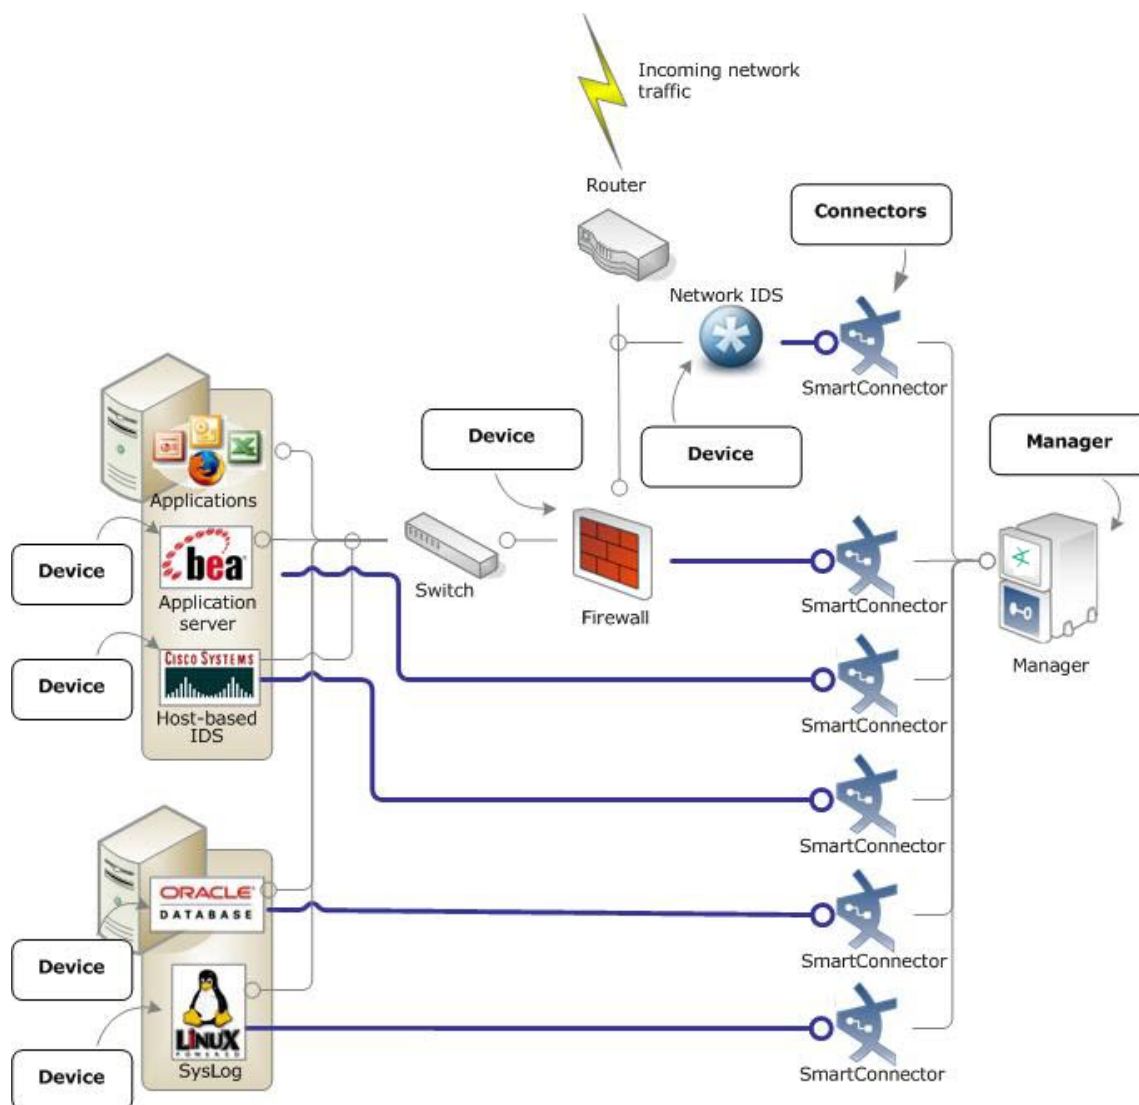 Incoming network
traffic
Router
Connectors
Network IDS
SmartConnector
Device
Device
Manager
Applications
bea
Device
Application
server
Switch
Firewall
SmartConnector
Manager
CISCO SYSTEMS
Device
Host-based
IDS
SmartConnector
SmartConnector
ORACLE
DATABASE
Device
SmartConnector
LINUX
POWERED
SysLog
Device
SmartConnector